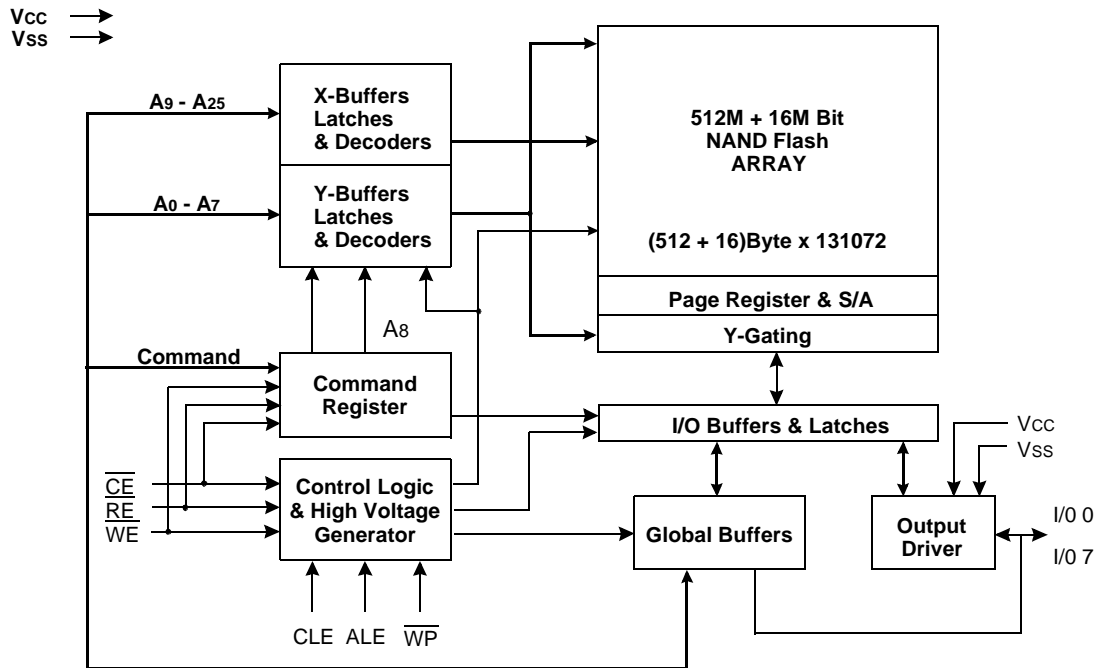 VCC
VSS
A9 - A25
X-Buffers
Latches
& Decoders
512M + 16M Bit
NAND Flash
ARRAY
A0 - A7
Y-Buffers
Latches
& Decoders
(512 + 16)Byte x 131072
Page Register & S/A
Y-Gating
A8
Command
Command
Register
I/O Buffers & Latches
VCC
VSS
CE
RE
WE
Control Logic
& High Voltage
Generator
Global Buffers
Output
Driver
I/0 0
I/0 7
CLE
ALE
WP